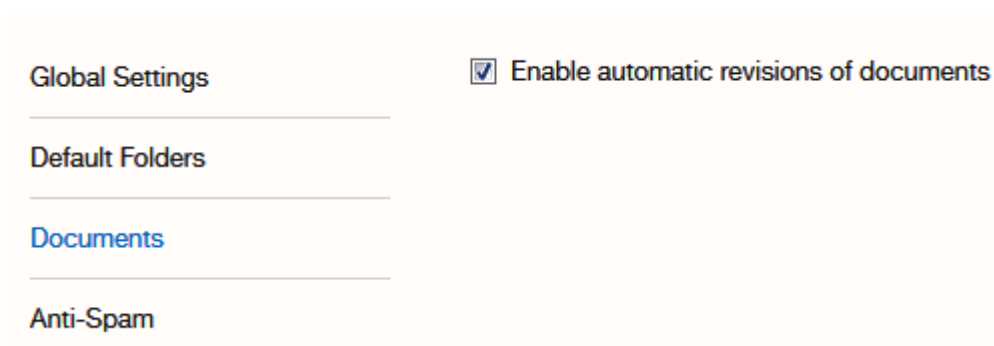 Global Settings
Enable automatic revisions of documents
Default Folders
Documents
Anti-Spam